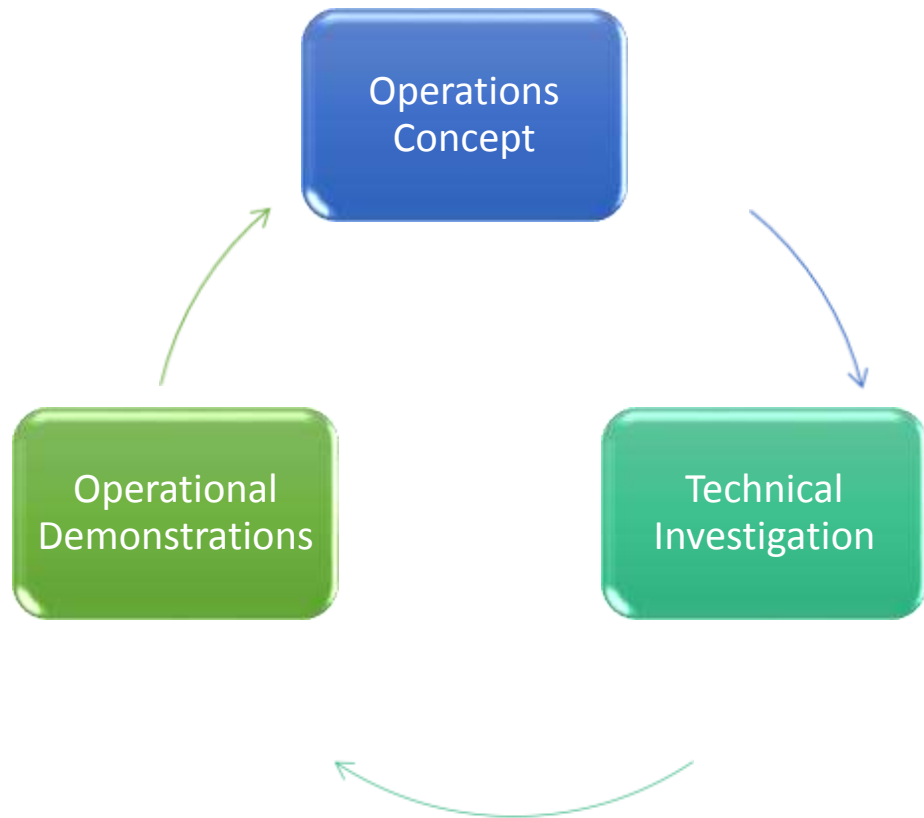 Operations
Concept
Operational
Demonstrations
Technical
Investigation